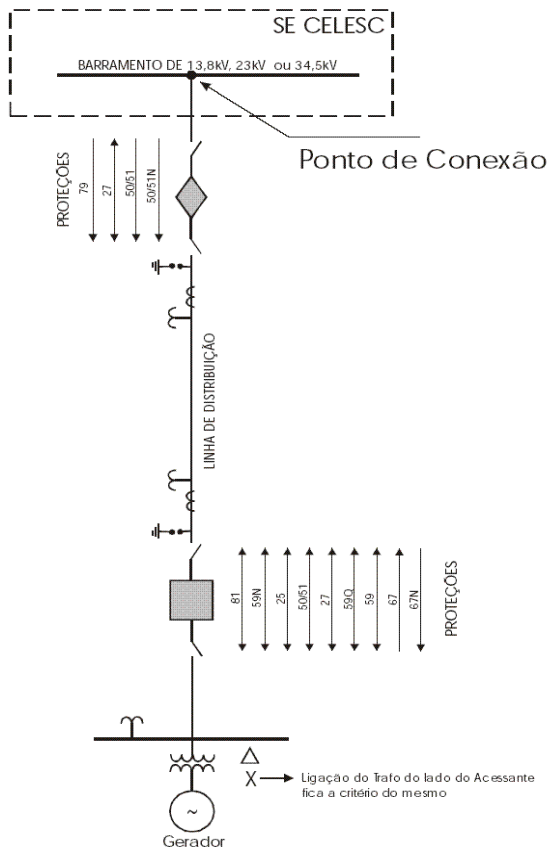 SE CELESC
BARRAMENTO DE 13,8kV, 23kV ou 34,5kV
Ponto de Conexão
PROTEÇÕES
79
27
50/51
50/51N
LINHA DE DISTRIBUIÇÃO
81
59N
25
50/51
27
59Q
59
67
67N
PROTEÇÕES
Δ
X
Ligação do Trafo do lado do Acessante
fica a critério do mesmo
~
Gerador